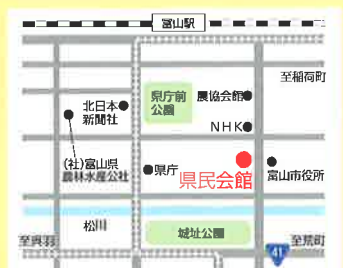 富山駅
至稲荷町
県庁前
公園
農協会館
北日本
新聞社
NHK
(社)富山県
農林水産公社
県庁
県民会館
富山市役所
松川
城址公園
至呉羽
至荒町
41